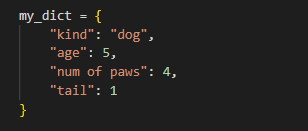 my_dict = {
    "kind": "dog",
    "age": 5,
    "num of paws": 4,
    "tail": 1
}